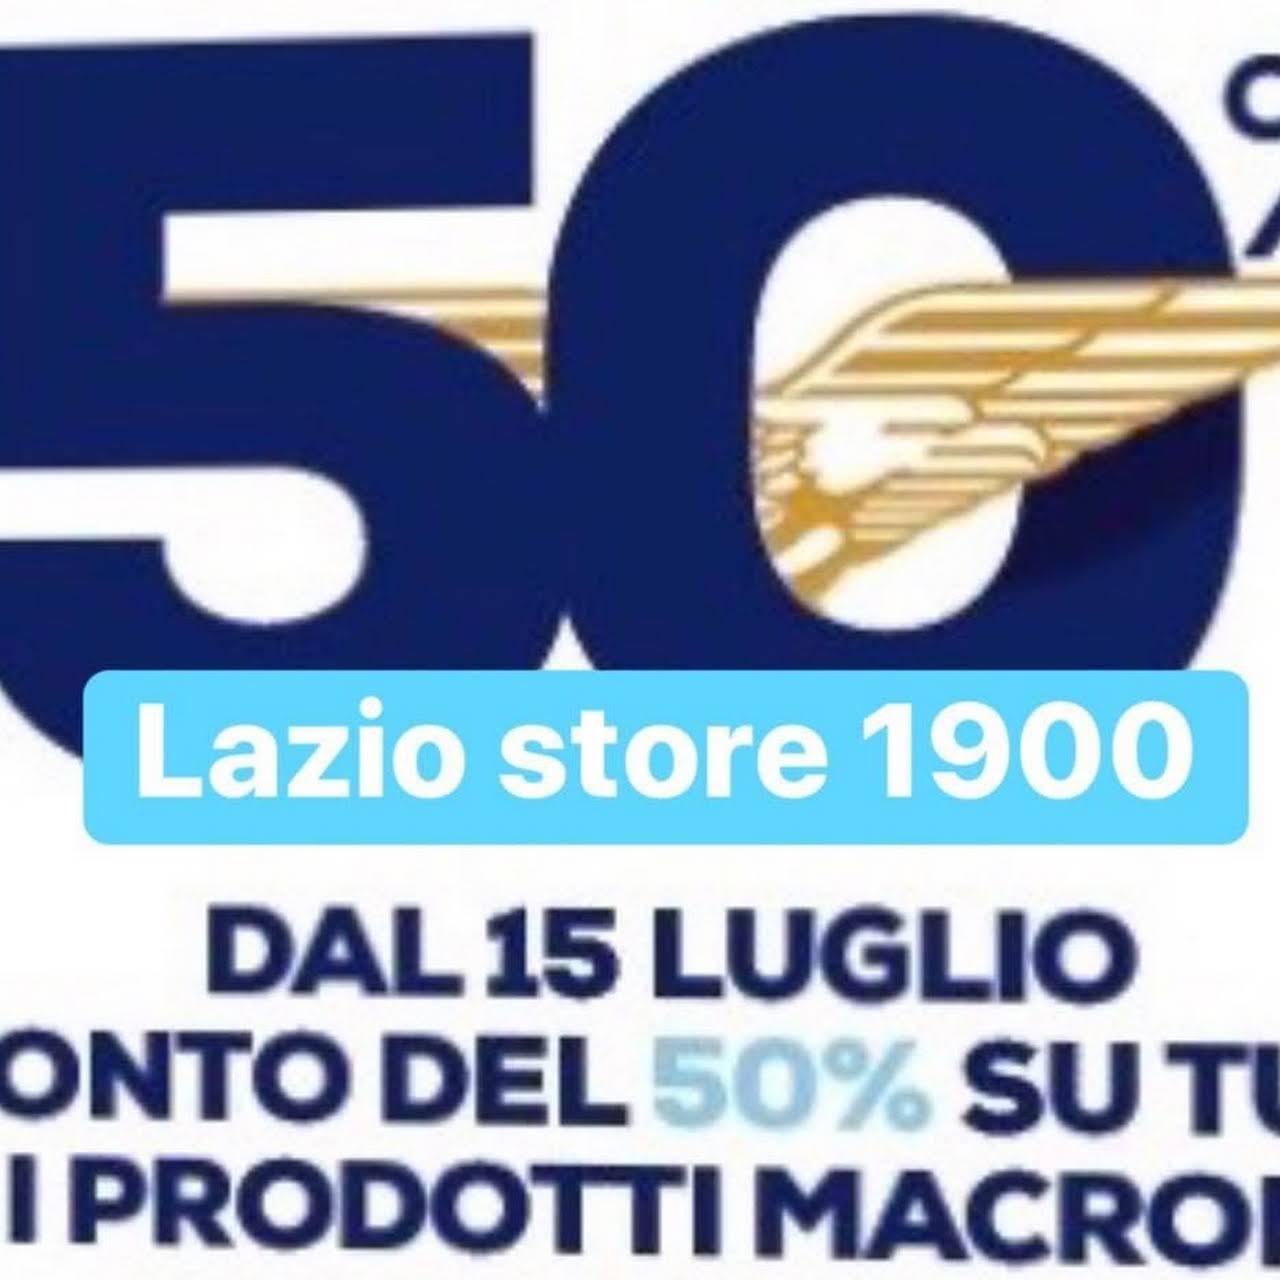 50%
Lazio store 1900
DAL 15 LUGLIO
ONTO DEL 50% SU TU
I PRODOTTI MACRO